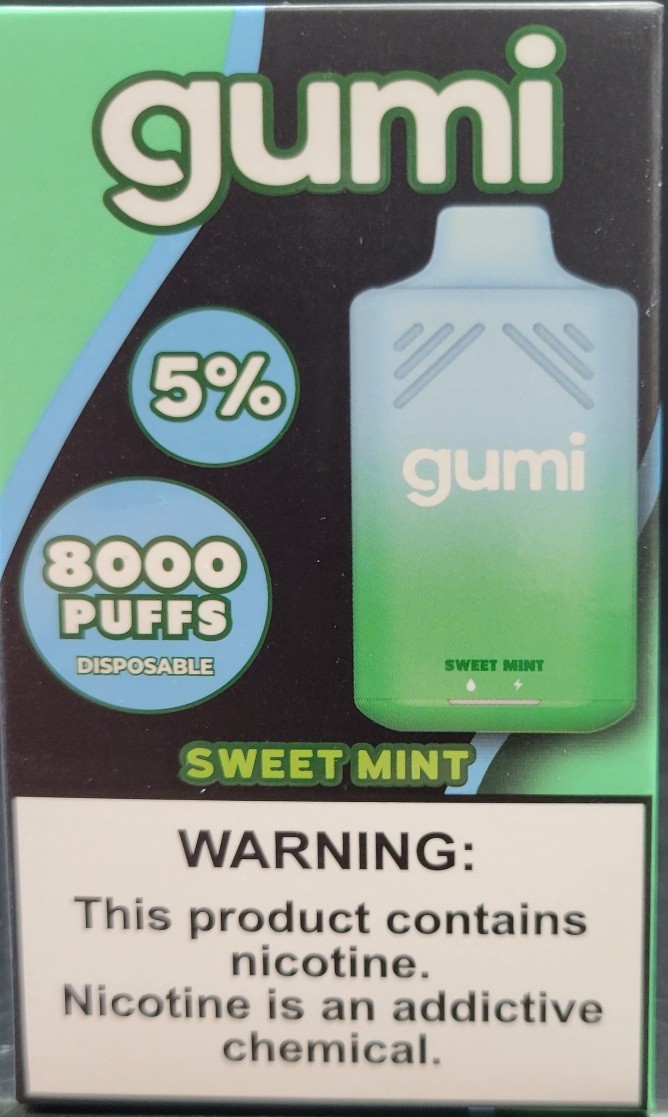 gumi
5%
8000
PUFFS
DISPOSABLE
gumi
SWEET MINT
SWEET MINT
WARNING:
This product contains
nicotine.
Nicotine is an addictive
chemical.